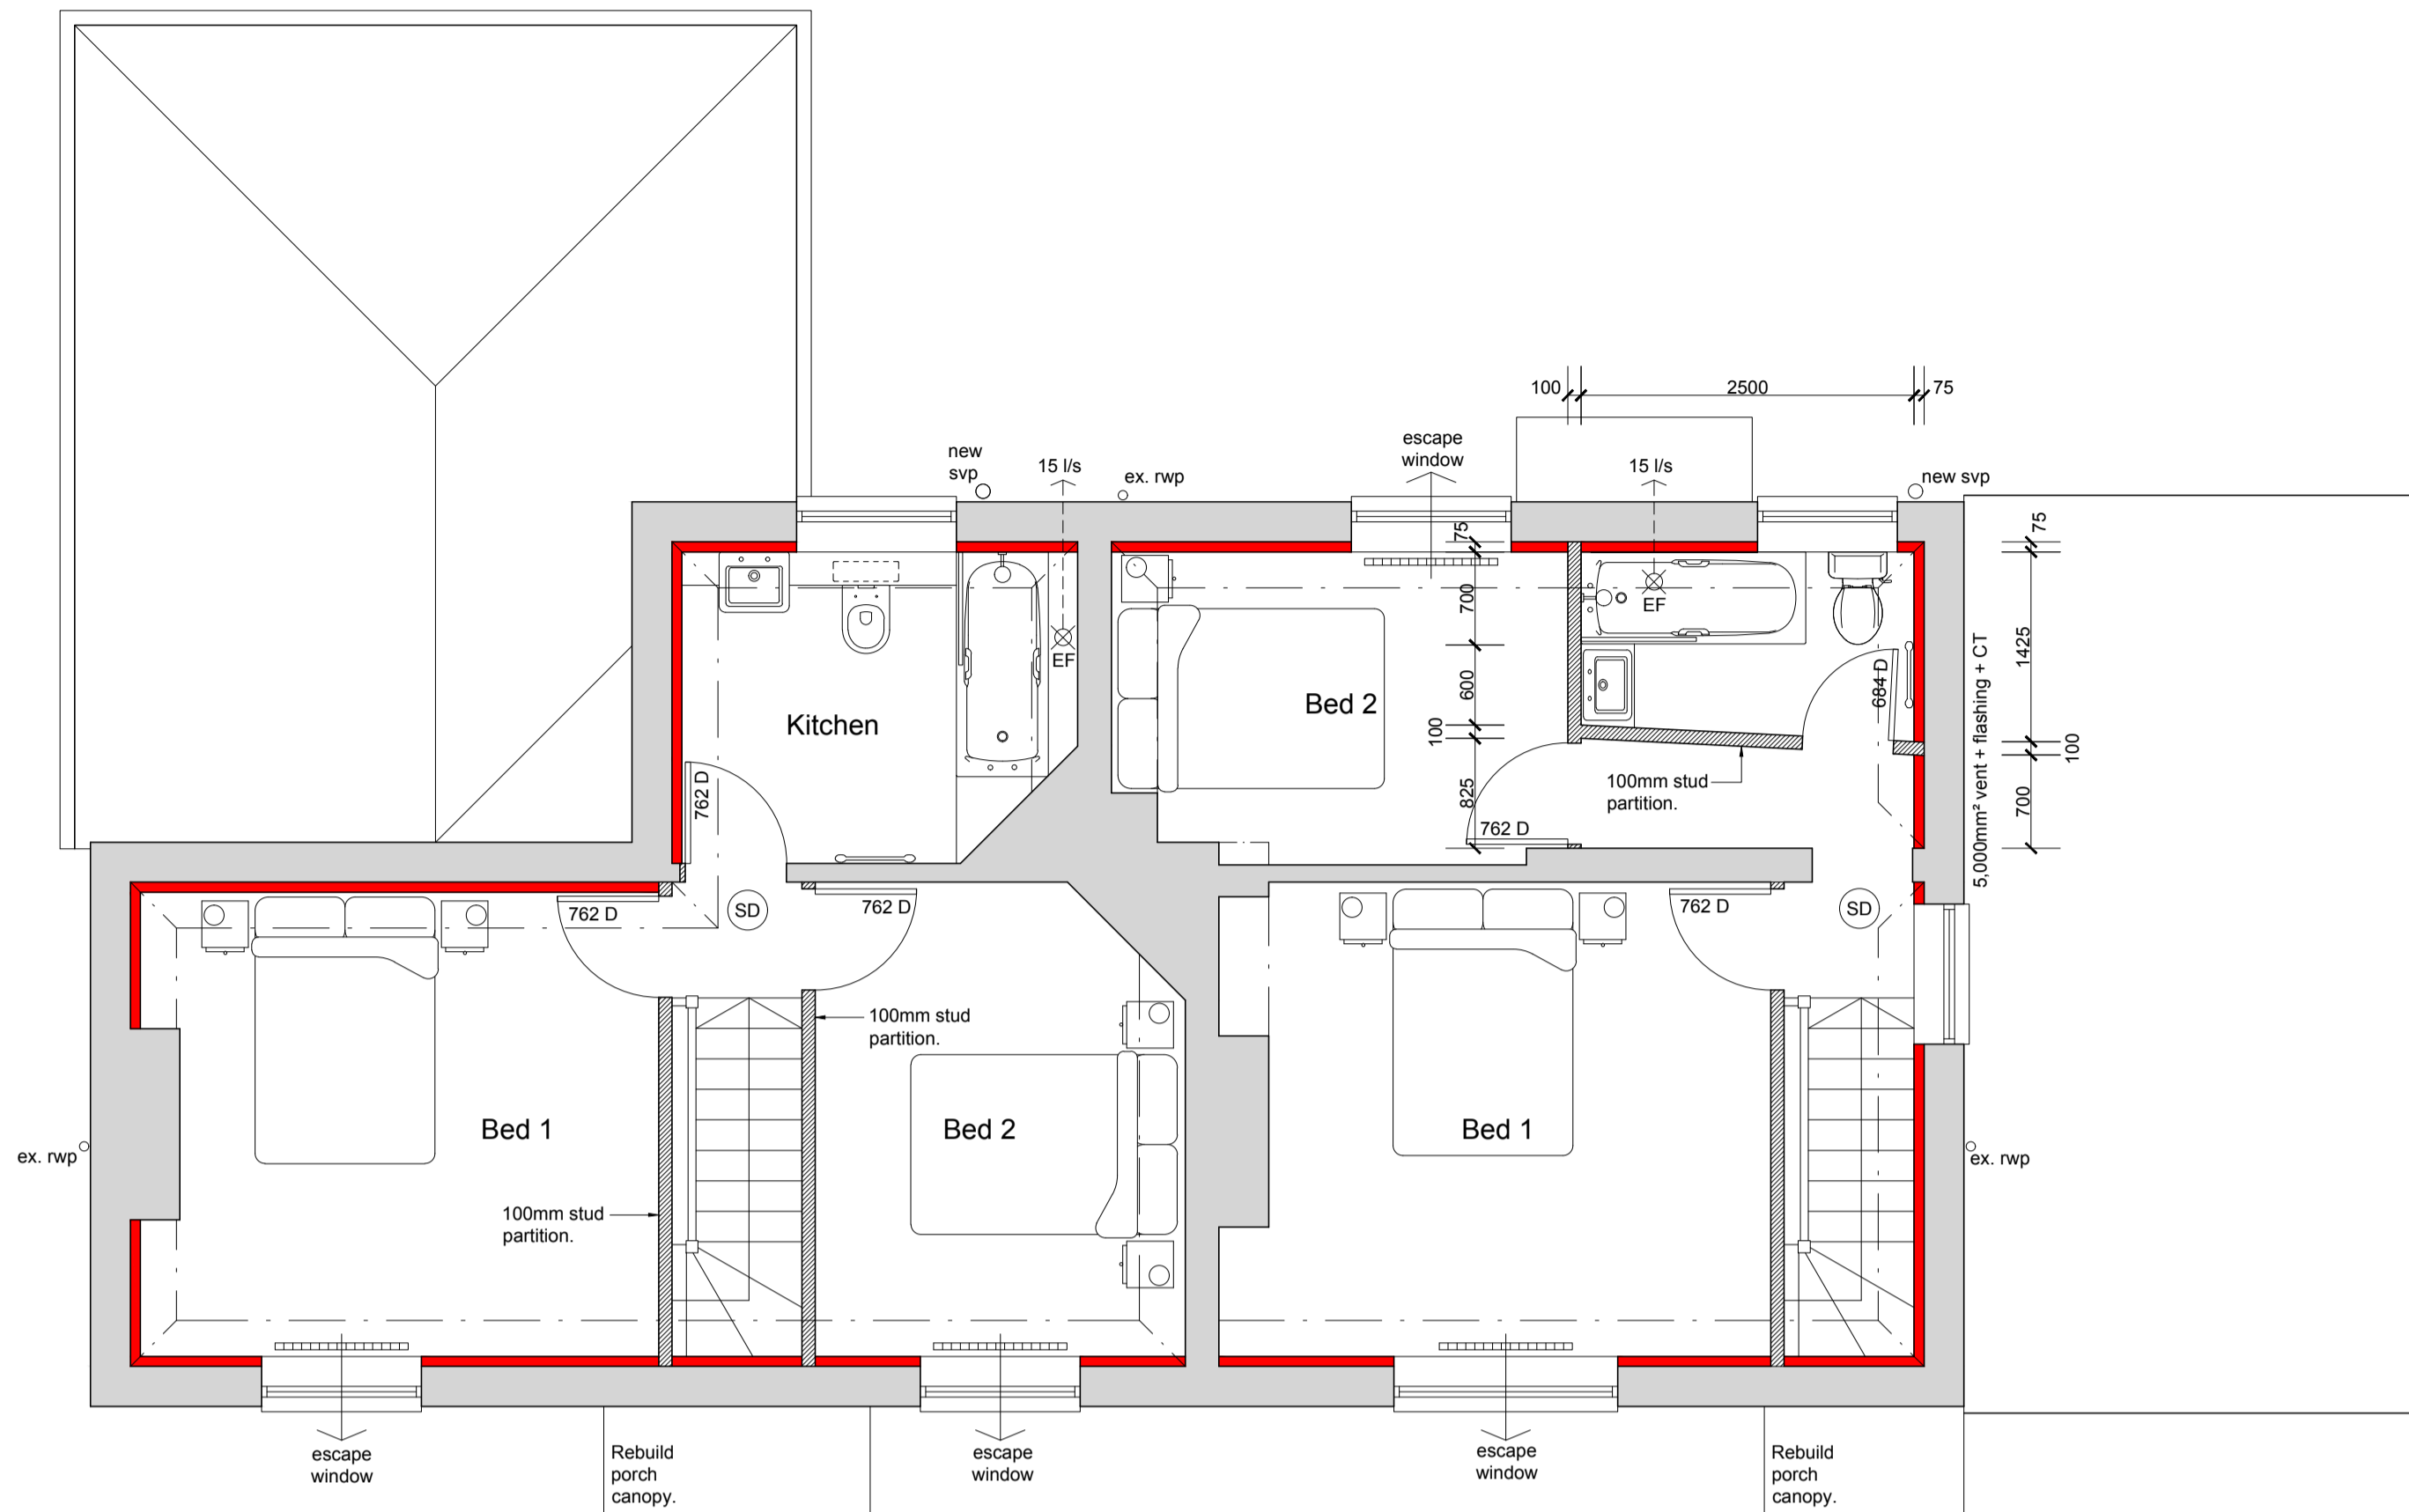 100
2500
75
escape
window
new
svp
15 l/s
ex. rwp
15 l/s
new svp
75
75
700
1425
EF
EF
600
684 D
5,000mm² vent + flashing + CT
Kitchen
Bed 2
100
100
762 D
825
100mm stud
partition.
700
762 D
762 D
SD
762 D
762 D
SD
100mm stud
partition.
Bed 1
Bed 2
Bed 1
ex. rwp
ex. rwp
100mm stud
partition.
escape
window
Rebuild
porch
canopy.
escape
window
escape
window
Rebuild
porch
canopy.